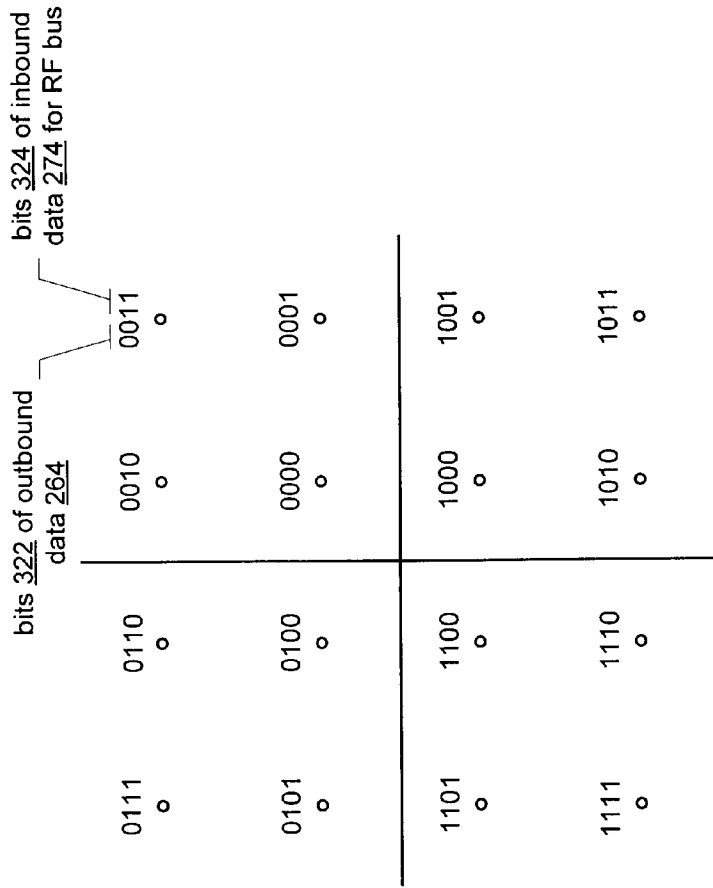 bits 322 of outbound
data 264
bits 324 of inbound
data 274 for RF bus
0111 0110 0010 0011
0101 0100 0000 0001
1101 1100 1000 1001
1111 1110 1010 1011